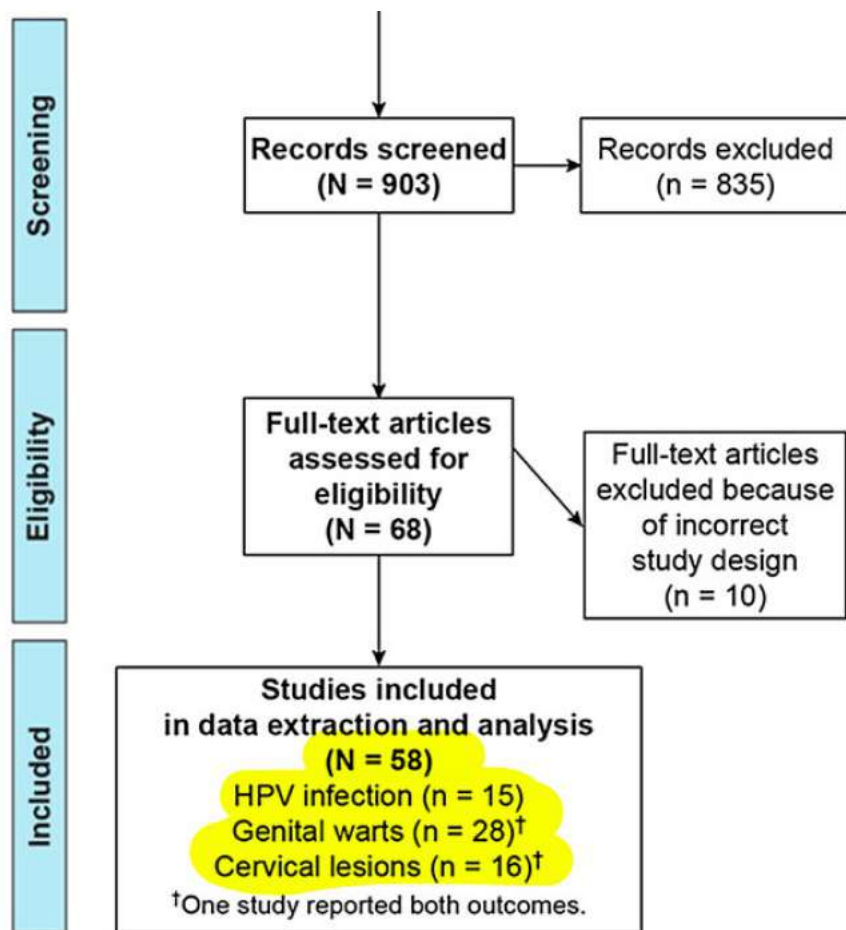 Screening
Records screened
(N = 903)
Records excluded
(n = 835)
Eligibility
Full-text articles
assessed for
eligibility
(N = 68)
Full-text articles
excluded because
of incorrect
study design
(n = 10)
Included
Studies included
in data extraction and analysis
(N = 58)
HPV infection (n = 15)
Genital warts (n = 28)†
Cervical lesions (n = 16)†
†One study reported both outcomes.